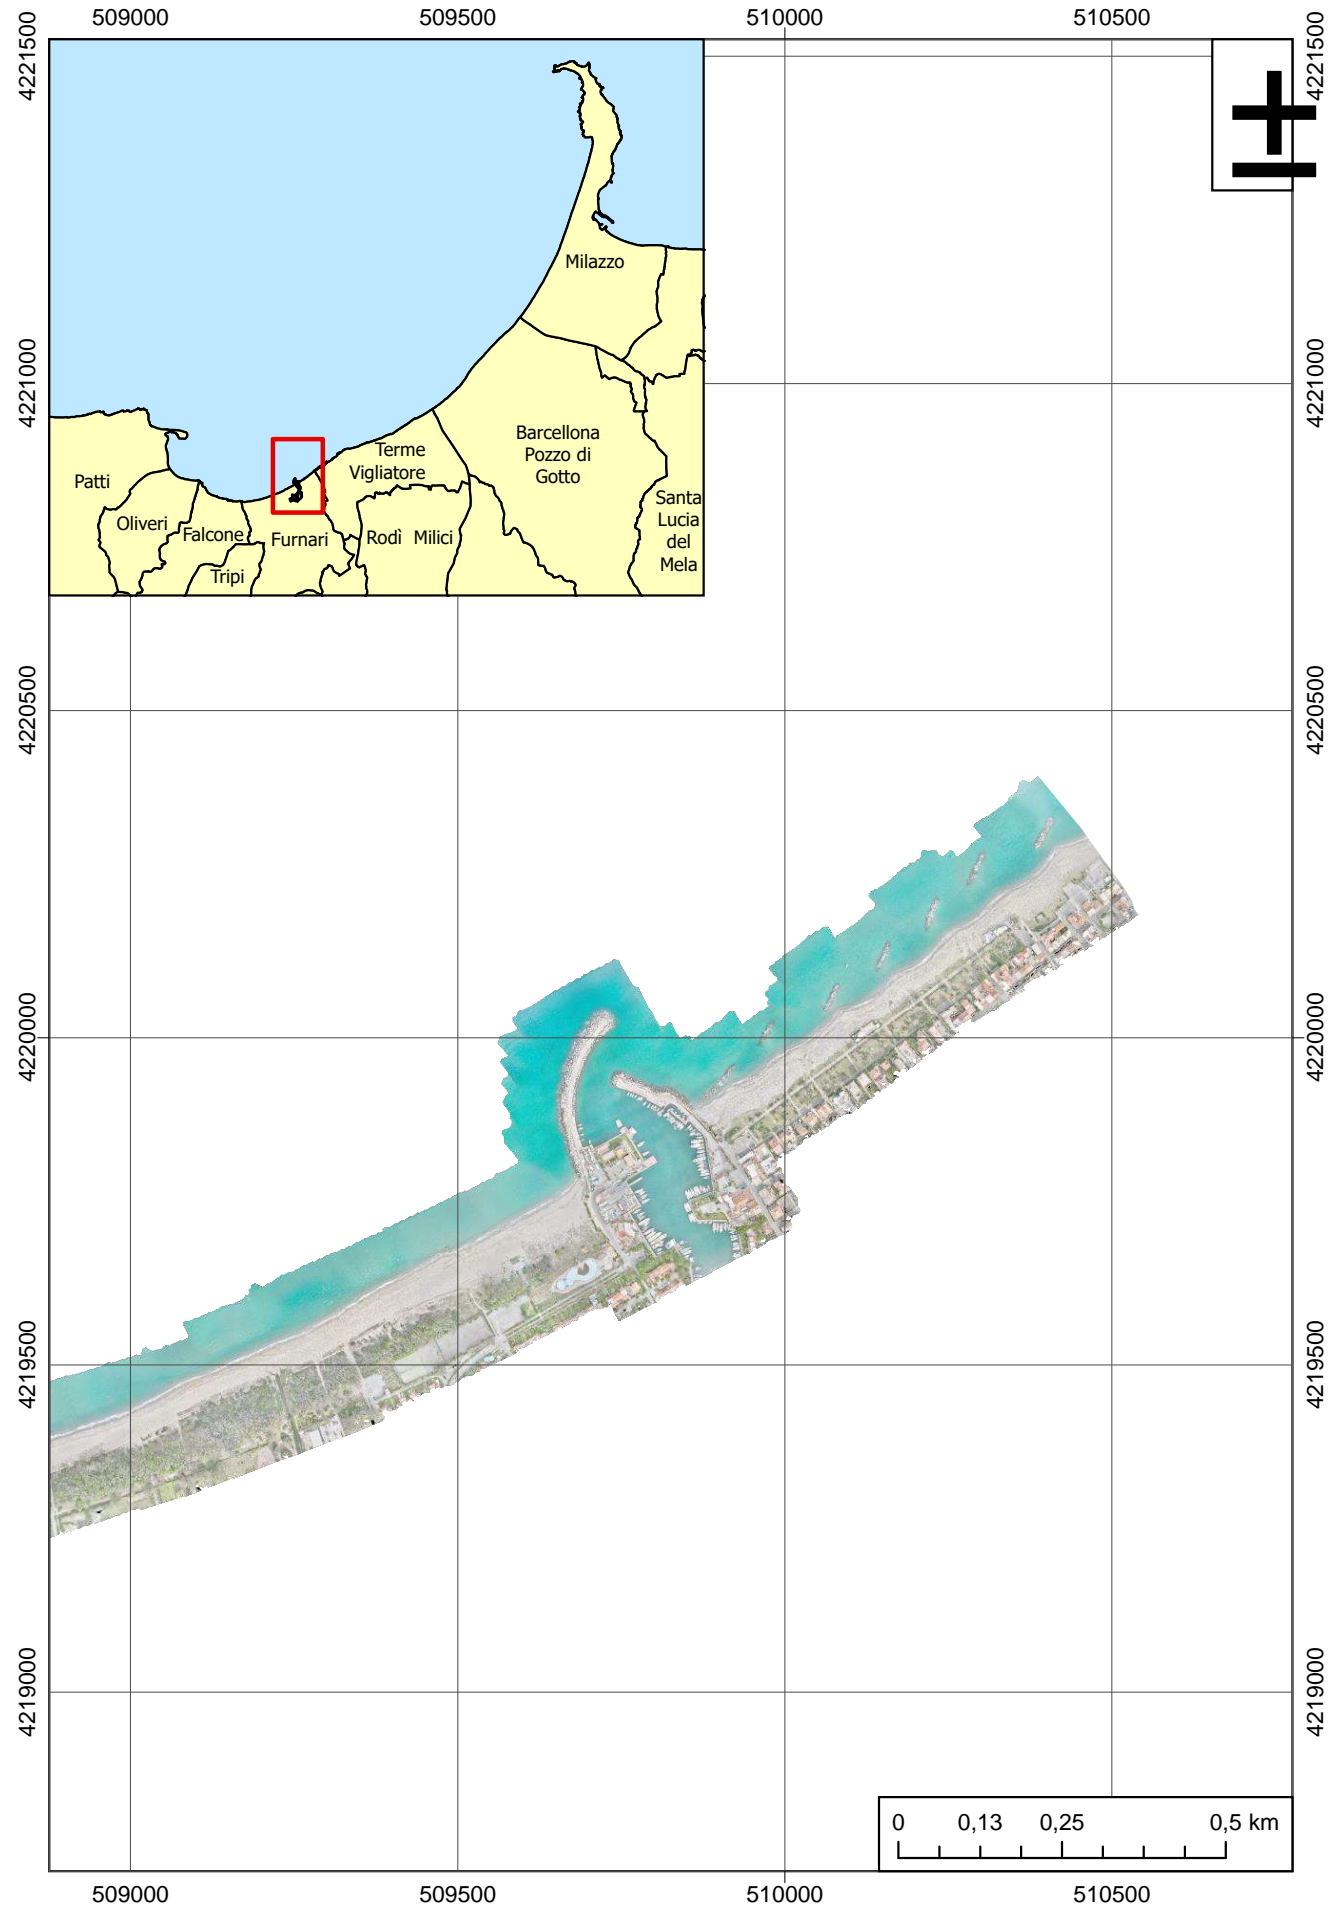 509000 509500 510000 510500
4221500 4221500
Milazzo
4221000 4221000
Terme
Vigliatore
Barcellona
Pozzo di
Gotto
Patti
Oliveri
Falcone
Tripi
Furnari
Rodì Milici
Santa
Lucia
del
Mela
4220500 4220500
4220000 4220000
4219500 4219500
4219000 4219000
0 0,13 0,25 0,5 km
509000 509500 510000 510500